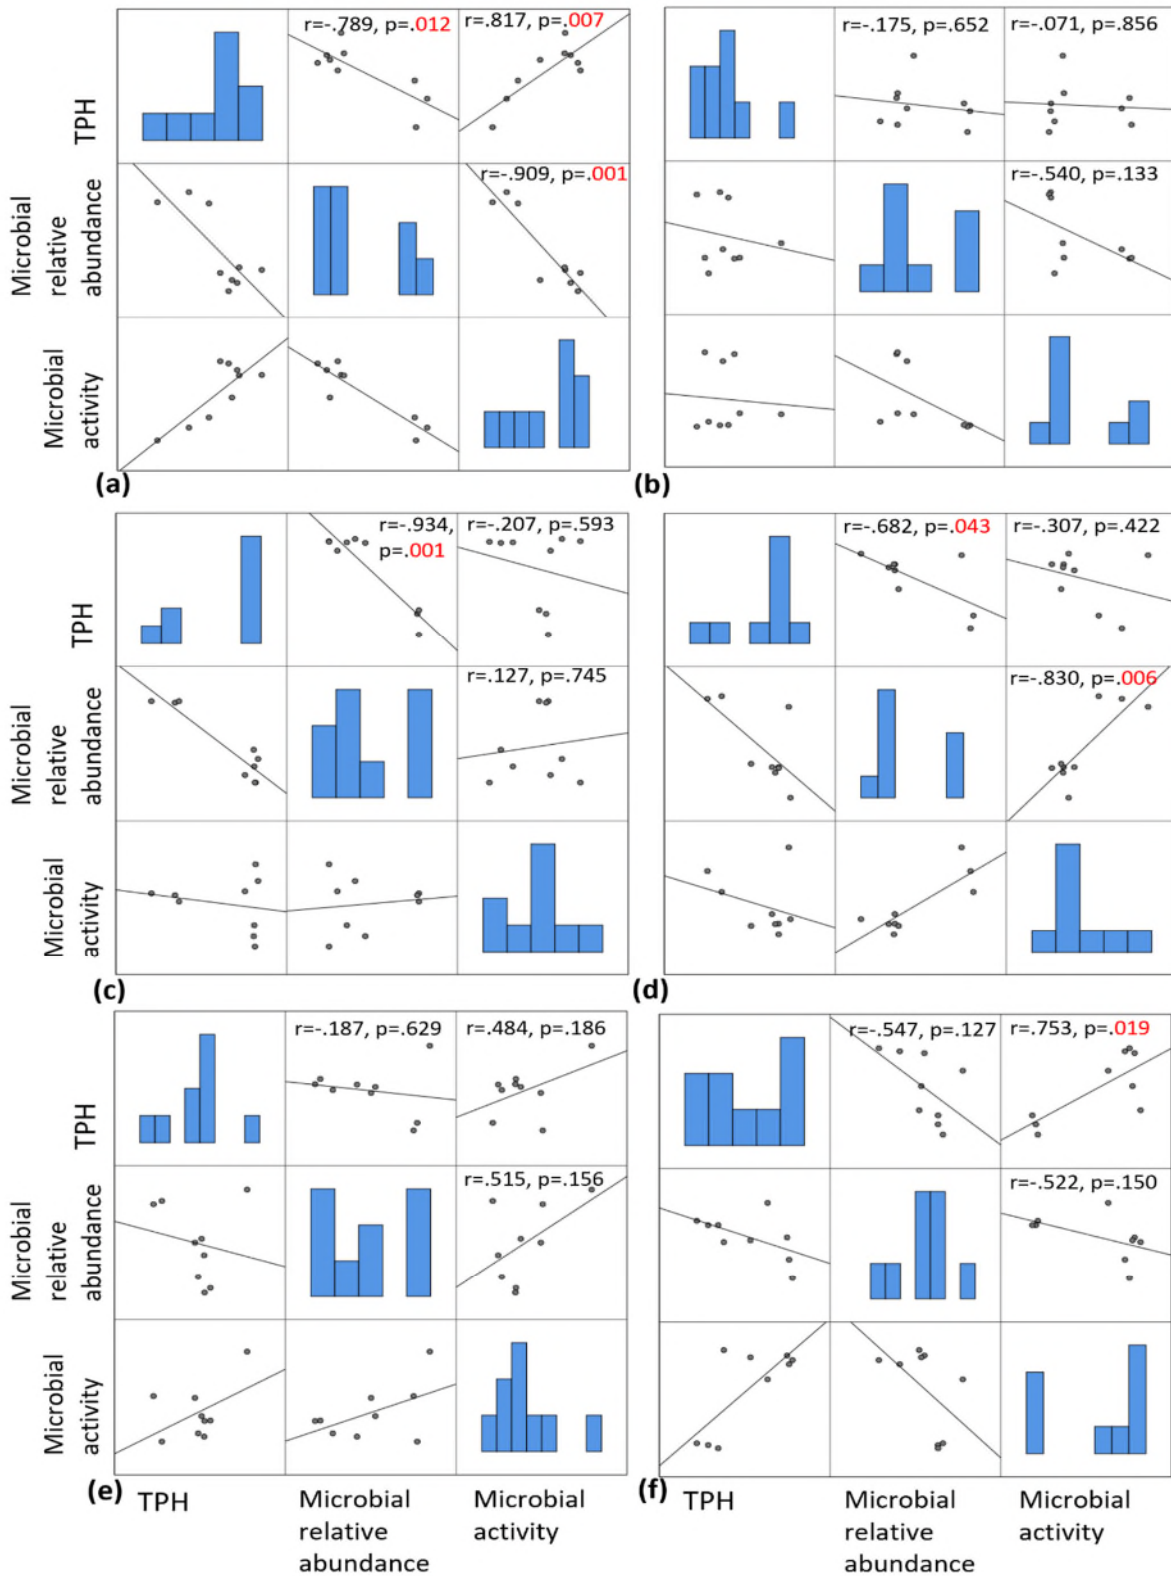 r=-.789, p=.012
r=.817, p=.007
TPH
r=-.909, p=.001
Microbial
relative
abundance
Microbial
activity
(a)
r=-.175, p=.652
r=-.071, p=.856
r=-.540, p=.133
(b)
r=-.934,
p=.001
r=-.207, p=.593
TPH
r=.127, p=.745
Microbial
relative
abundance
Microbial
activity
(c)
r=-.682, p=.043
r=-.307, p=.422
r=-.830, p=.006
(d)
r=-.187, p=.629
r=.484, p=.186
TPH
r=.515, p=.156
Microbial
relative
abundance
Microbial
activity
(e)
r=-.547, p=.127
r=.753, p=.019
r=-.522, p=.150
(f)
TPH
Microbial
relative
abundance
Microbial
activity
TPH
Microbial
relative
abundance
Microbial
activity